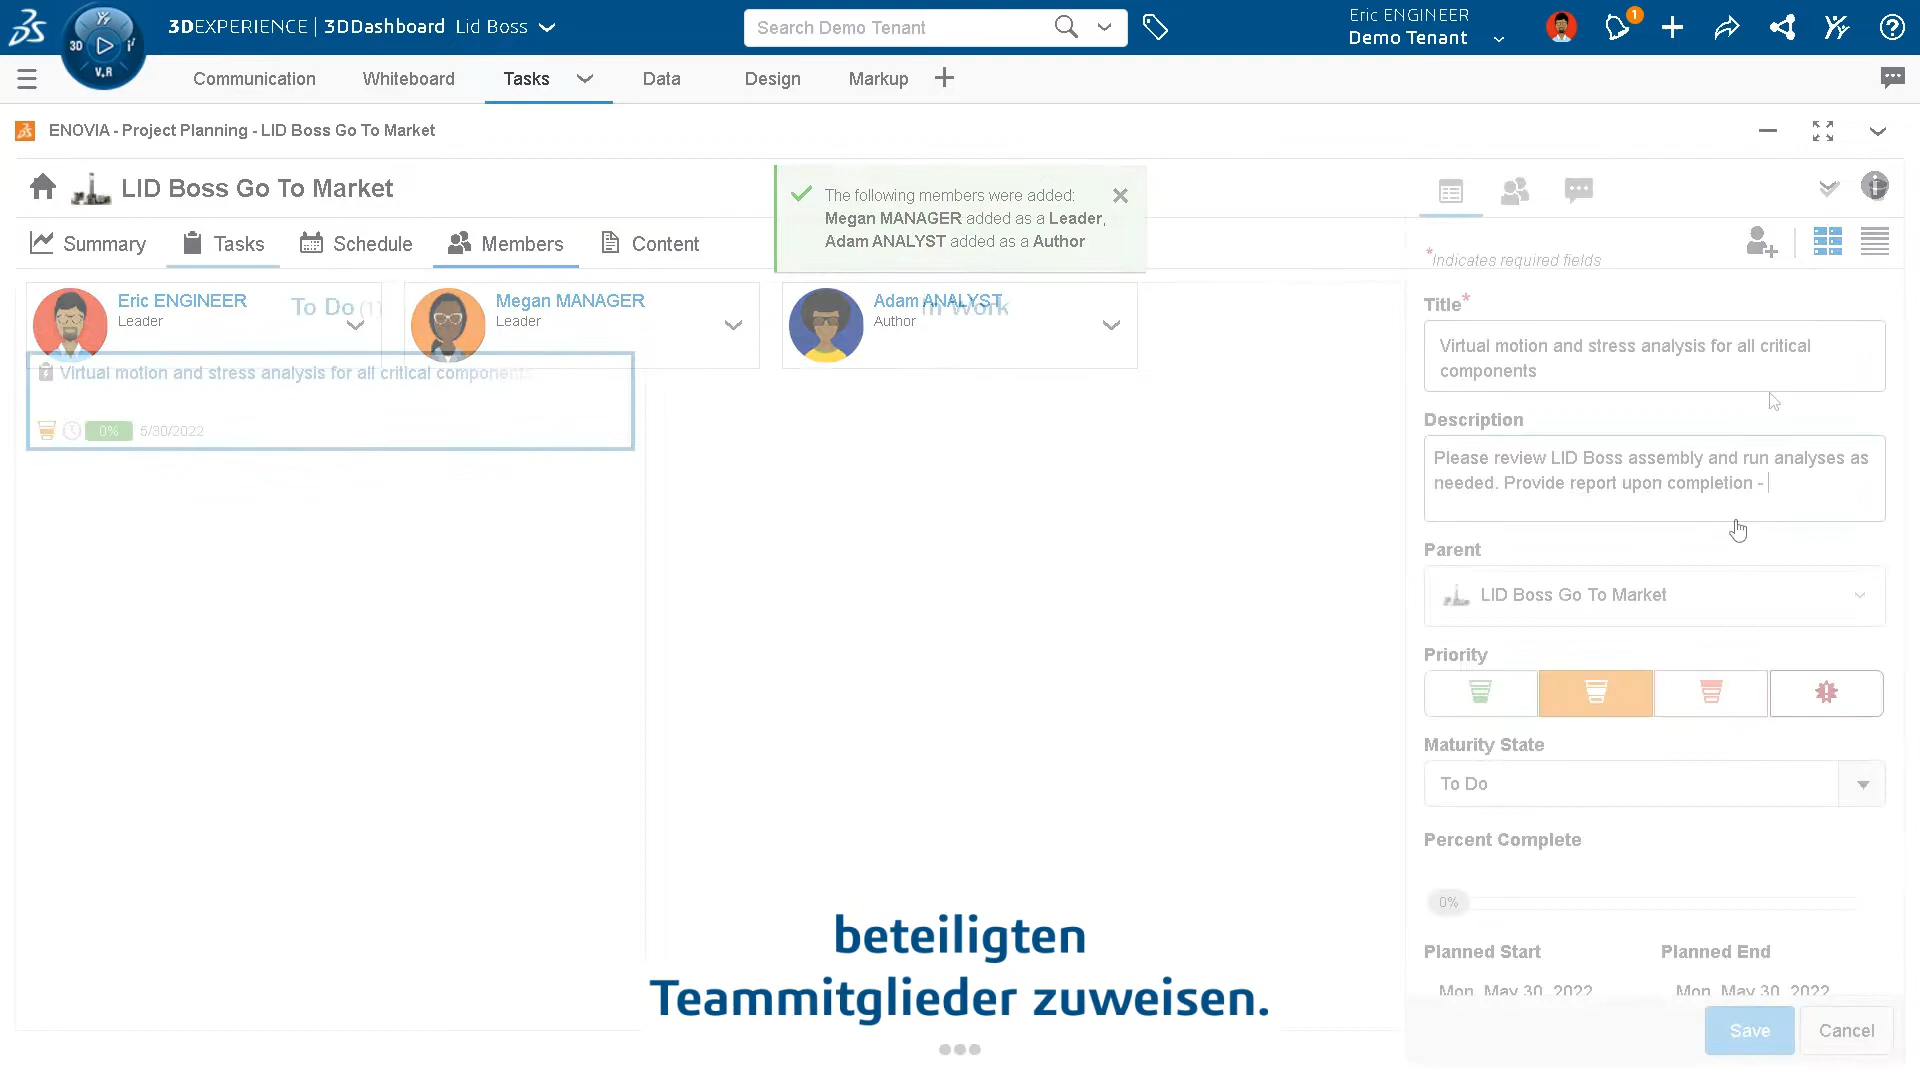 3DEXPERIENCE | 3DDashboard Lid Boss
Search Demo Tenant
Eric ENGINEER
Demo Tenant
1
3D
V.R
Communication
Whiteboard
Tasks
Data
Design
Markup
ENOVIA - Project Planning - LID Boss Go To Market
LID Boss Go To Market
Summary
Tasks
Schedule
Members
Content
The following members were added:
Megan MANAGER added as a Leader,
Adam ANALYST added as a Author
Eric ENGINEER
Leader
To Do (1)
Megan MANAGER
Leader
Adam ANALYST
Author
Work
Virtual motion and stress analysis for all critical components
0%
5/30/2022
*Indicates required fields
Title*
Virtual motion and stress analysis for all critical
components
Description
Please review LID Boss assembly and run analyses as
needed. Provide report upon completion -
Parent
LID Boss Go To Market
Priority
Maturity State
To Do
Percent Complete
0%
Planned Start
Planned End
Mon, May 30, 2022
Mon, May 30, 2022
Save
Cancel
beteiligten
Teammitglieder zuweisen.